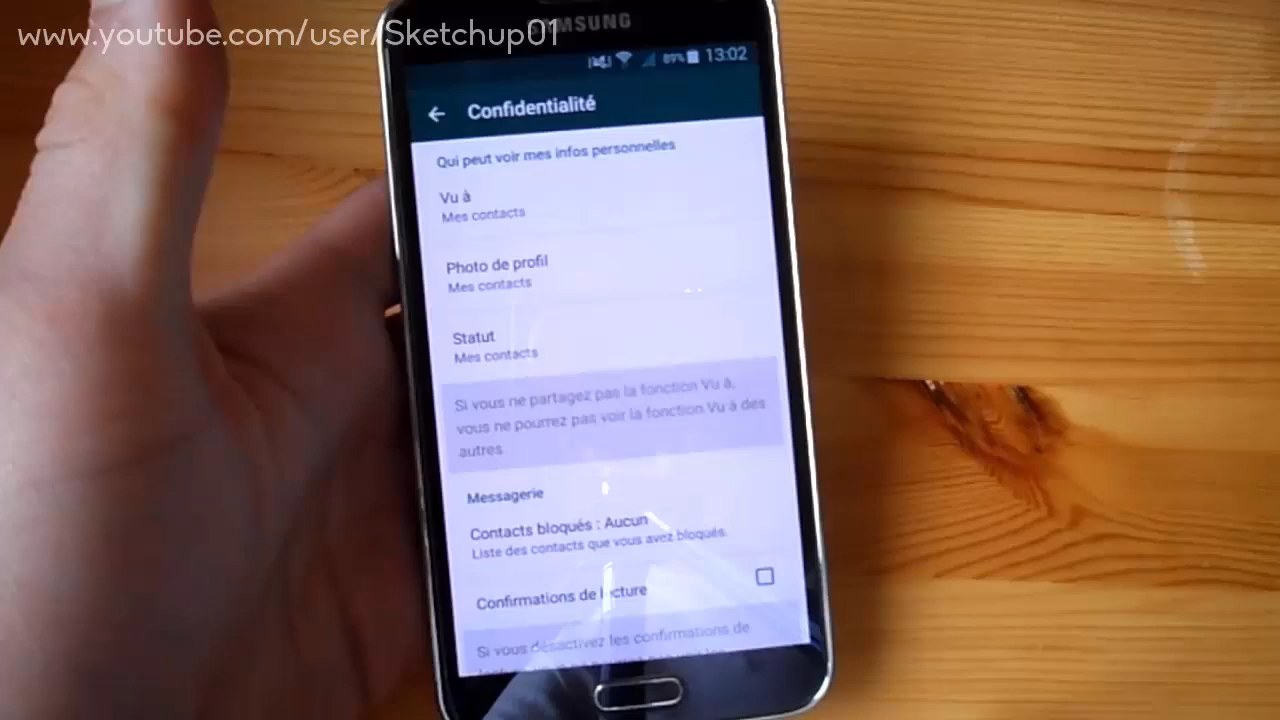 www.youtube.com/user/Sketchup01
SAMSUNG
89% 13:02
Confidentialité
Qui peut voir mes infos personnelles
Vu à
Mes contacts
Photo de profil
Mes contacts
Statut
Mes contacts
Si vous ne partagez pas la fonction Vu à,
vous ne pourrez pas voir la fonction Vu à des
autres.
Messagerie
Contacts bloqués : Aucun
Liste des contacts que vous avez bloqués.
Confirmations de lecture
Si vous désactivez les confirmations de